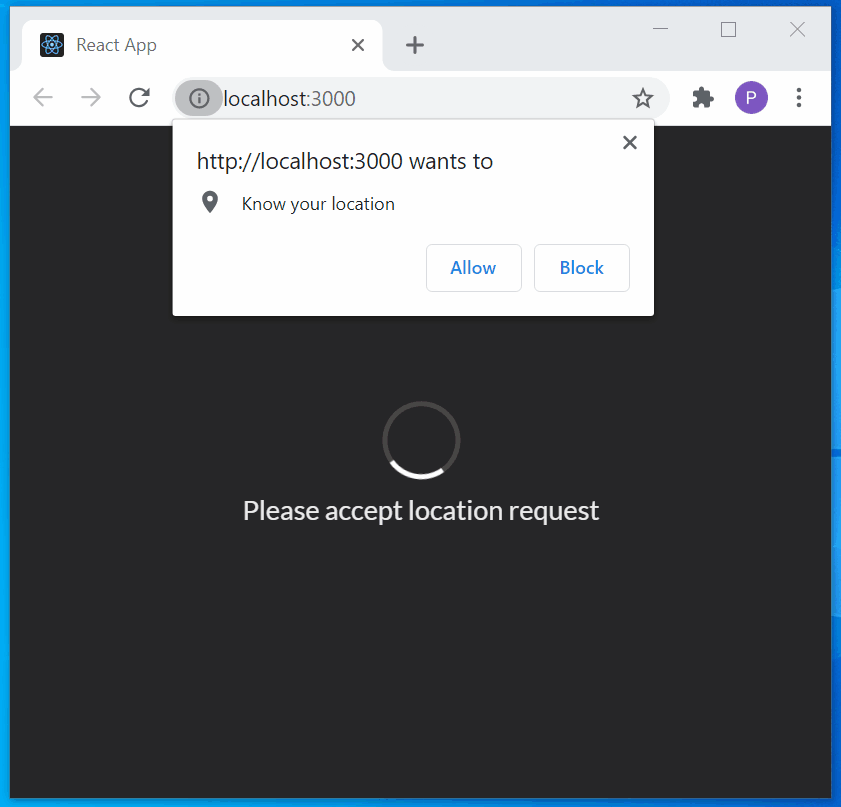 React App
localhost:3000
P
http://localhost:3000 wants to
Know your location
Allow
Block
Please accept location request